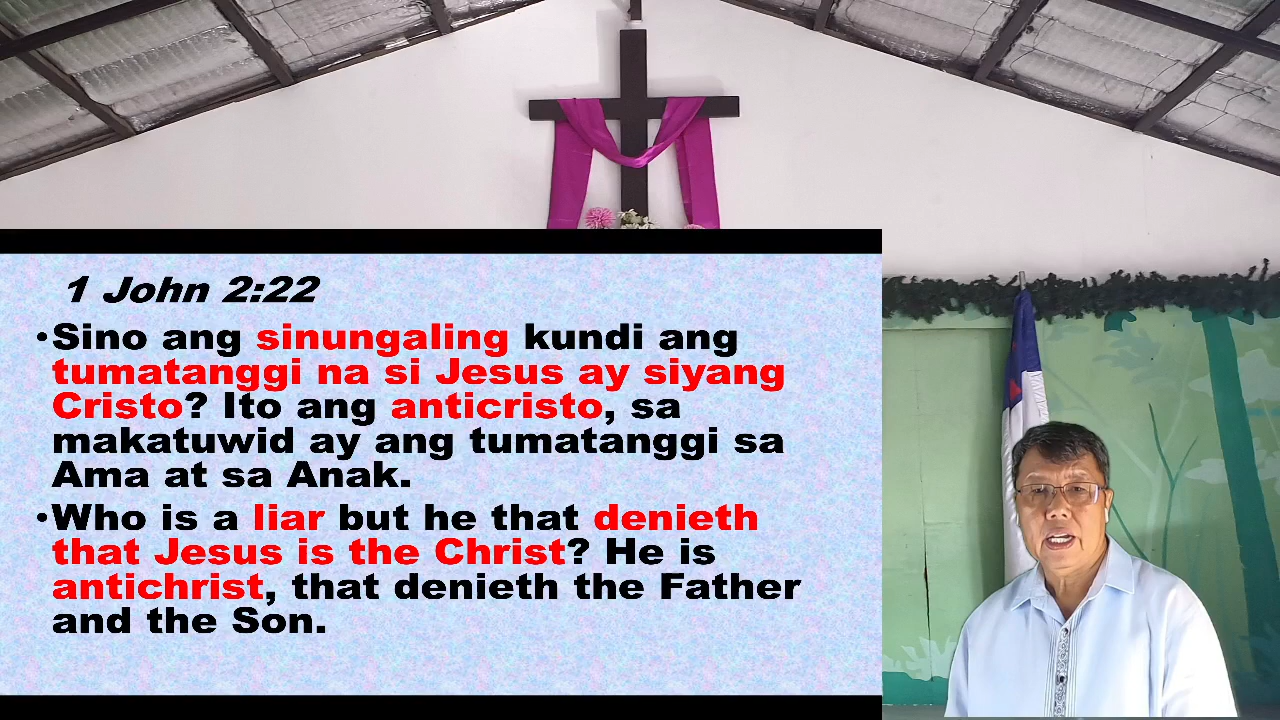 1 John 2:22
•Sino ang sinungaling kundi ang
tumatanggi na si Jesus ay siyang
Cristo? Ito ang anticristo, sa
makatuwid ay ang tumatanggi sa
Ama at sa Anak.
•Who is a liar but he that denieth
that Jesus is the Christ? He is
antichrist, that denieth the Father
and the Son.